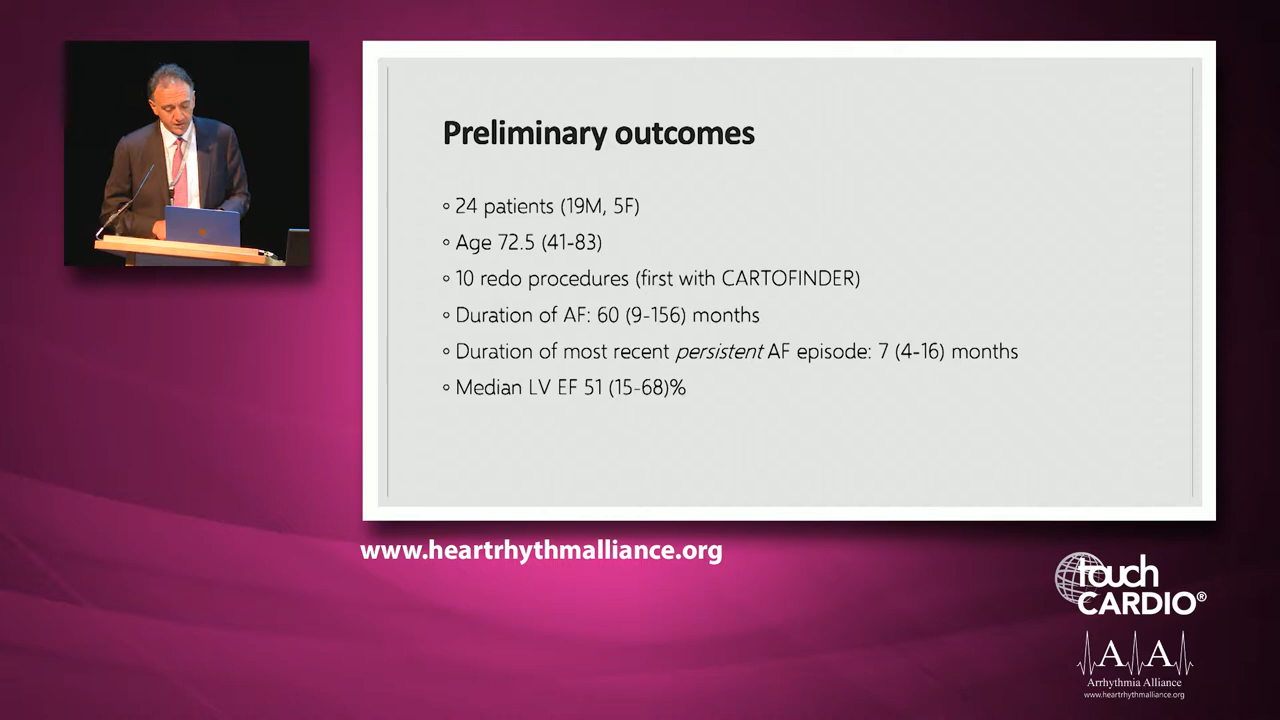 Preliminary outcomes
◦ 24 patients (19M, 5F)
◦ Age 72.5 (41-83)
◦ 10 redo procedures (first with CARTOFINDER)
◦ Duration of AF: 60 (9-156) months
◦ Duration of most recent persistent AF episode: 7 (4-16) months
◦ Median LV EF 51 (15-68)%
www.heartrhythmalliance.org
touch
CARDIO®
A A
Arrhythmia Alliance
www.heartrhythmalliance.org